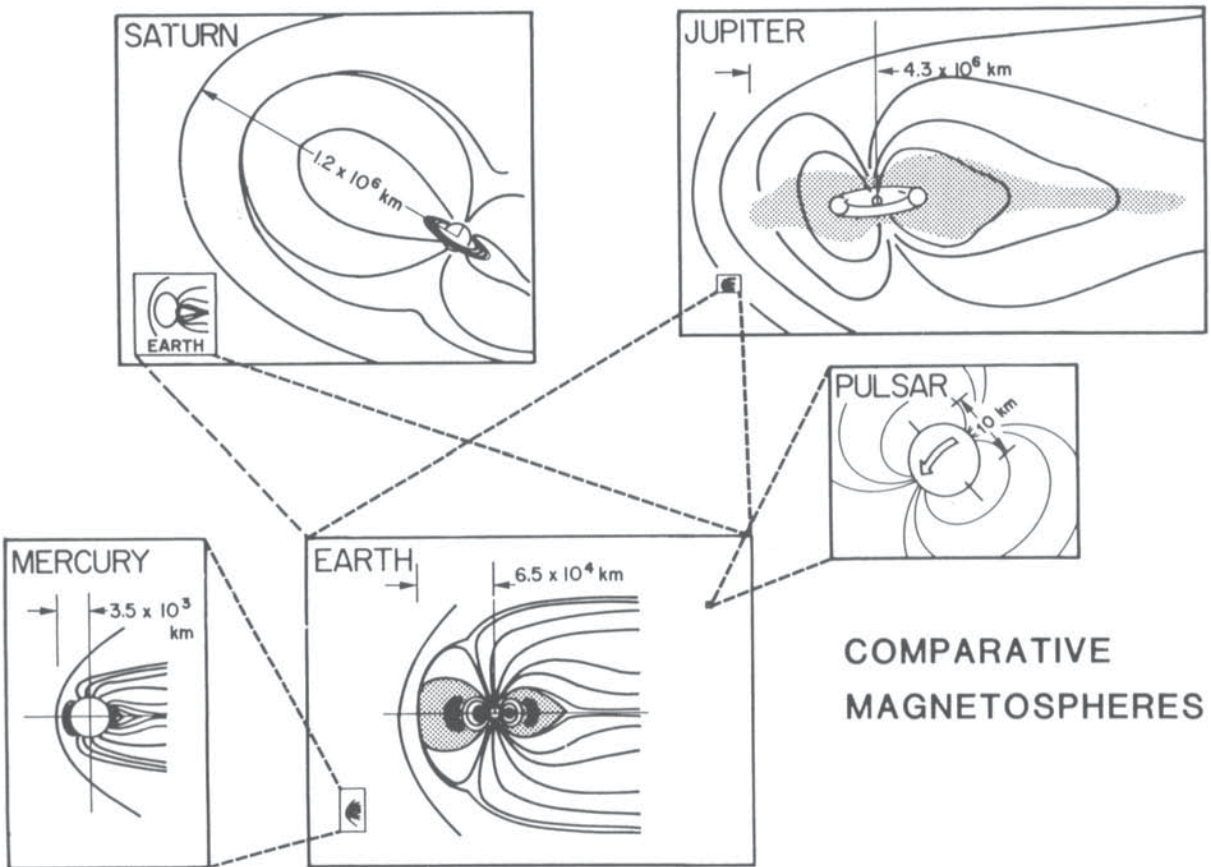 SATURN
1.2 x 10⁶ km
EARTH
JUPITER
4.3 x 10⁶ km
PULSAR
10 km
MERCURY
3.5 x 10³
km
EARTH
6.5 x 10⁴ km
COMPARATIVE
MAGNETOSPHERES